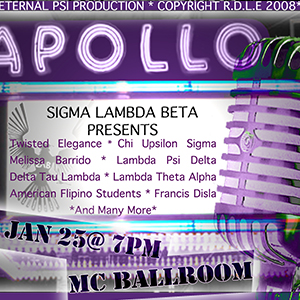 ETERNAL PSI PRODUCTION * COPYRIGHT R.D.L.E 2008*
APOLLO
SIGMA LAMBDA BETA
PRESENTS
Twisted Elegance * Chi Upsilon Sigma
Melissa Barrido * Lambda Psi Delta
Delta Tau Lambda * Lambda Theta Alpha
American Flipino Students * Francis Disla
*And Many More*
JAN 25@ 7PM
MC BALLROOM